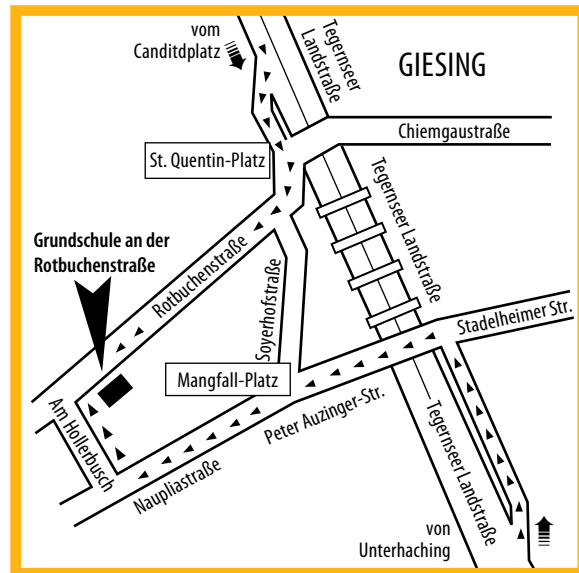 vom
Canditdplatz
Tegernseer
Landstraße
GIESING
Chiemgaustraße
St. Quentin-Platz
Tegernseer Landstraße
Grundschule an der
Rotbuchenstraße
Rotbuchenstraße
Soyerhofstraße
Stadelheimer Str.
Mangfall-Platz
Peter Auzinger-Str.
Am Hollerbusch
Naupliastraße
Tegernseer Landstraße
von
Unterhaching